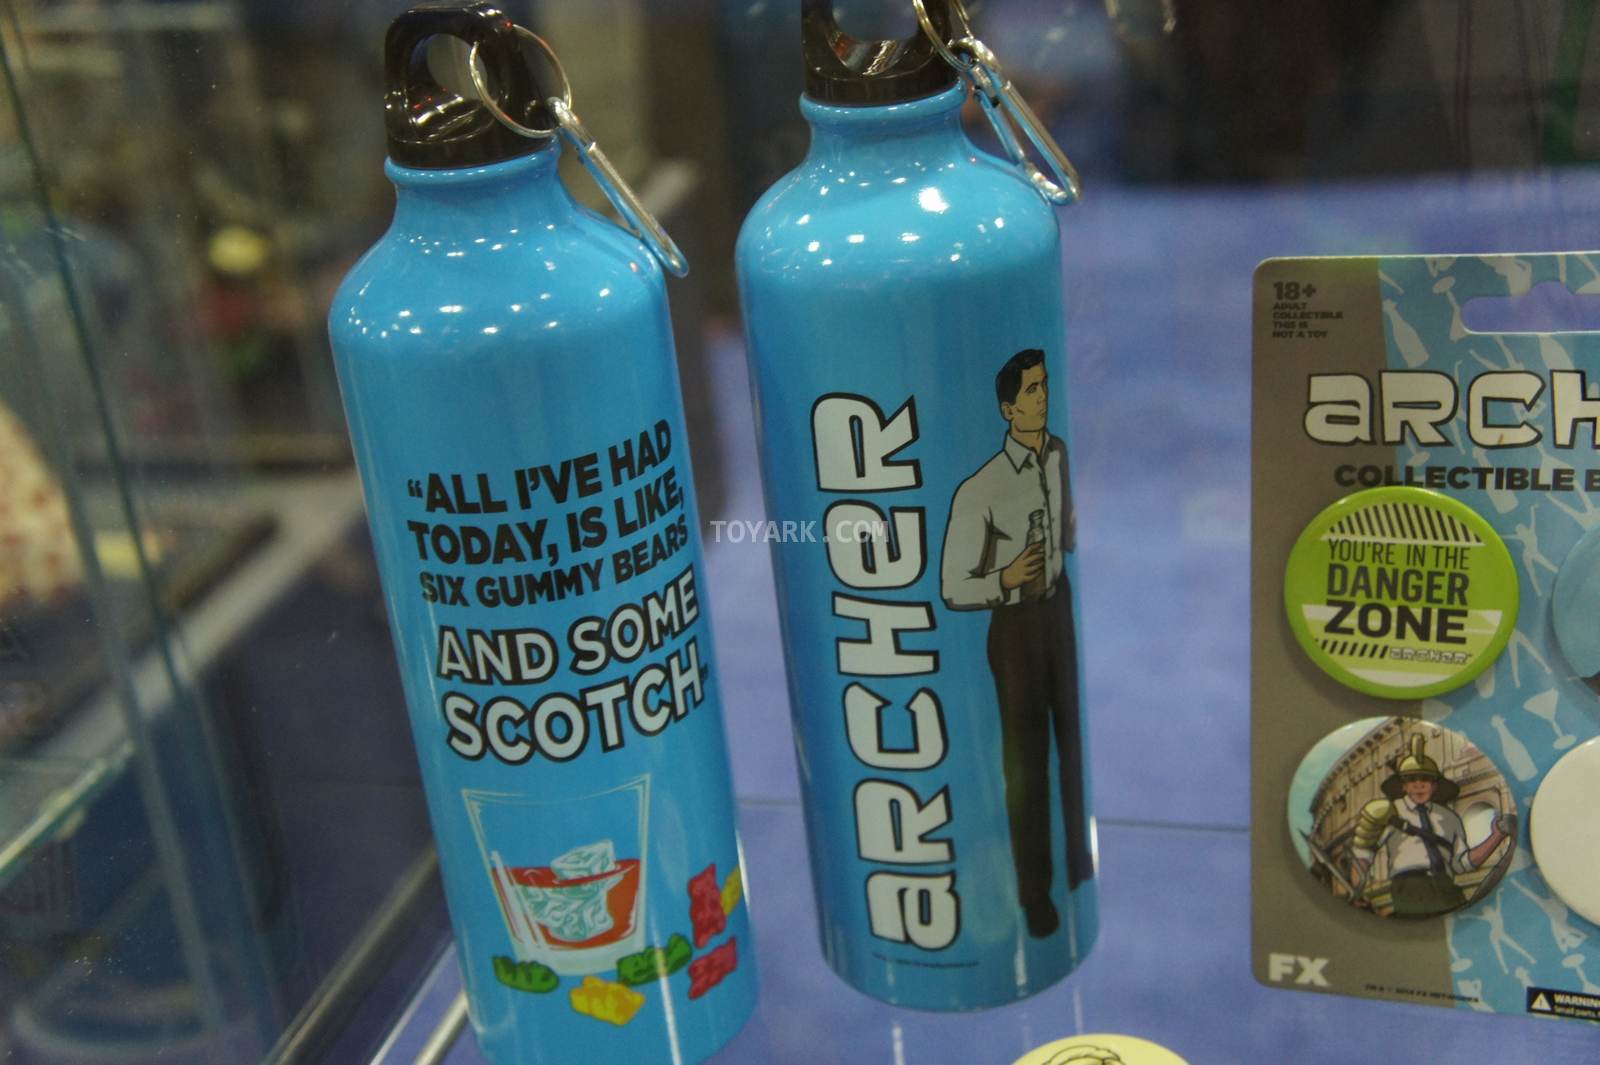 “ALL I'VE HAD
TODAY, IS LIKE,
SIX GUMMY BEARS
AND SOME
SCOTCH”
TOYARK.COM
ARCHER
18+
ADULT
COLLECTIBLE
THIS IS
NOT A TOY
ARCH
COLLECTIBLE B
YOU'RE IN THE
DANGER
ZONE
ARCHER
FX
WARNING